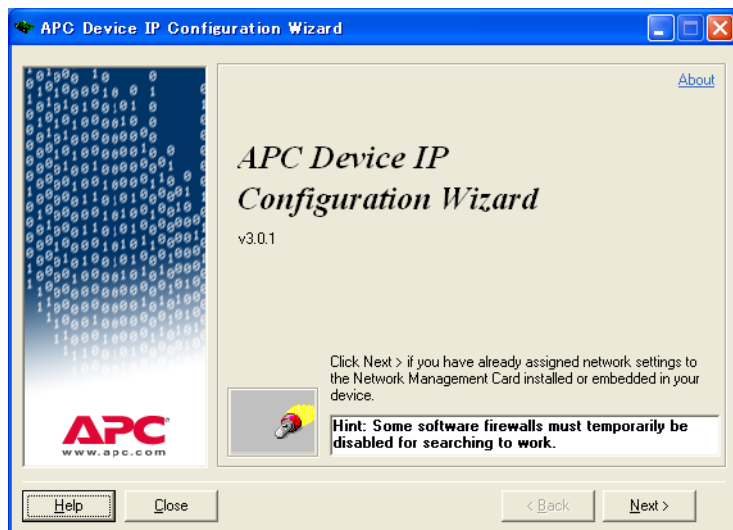 APC Device IP Configuration Wizard
About
APC Device IP
Configuration Wizard
v3.0.1
Click Next > if you have already assigned network settings to
the Network Management Card installed or embedded in your
device.
Hint: Some software firewalls must temporarily be
disabled for searching to work.
APC
www.apc.com
Help
Close
< Back
Next >